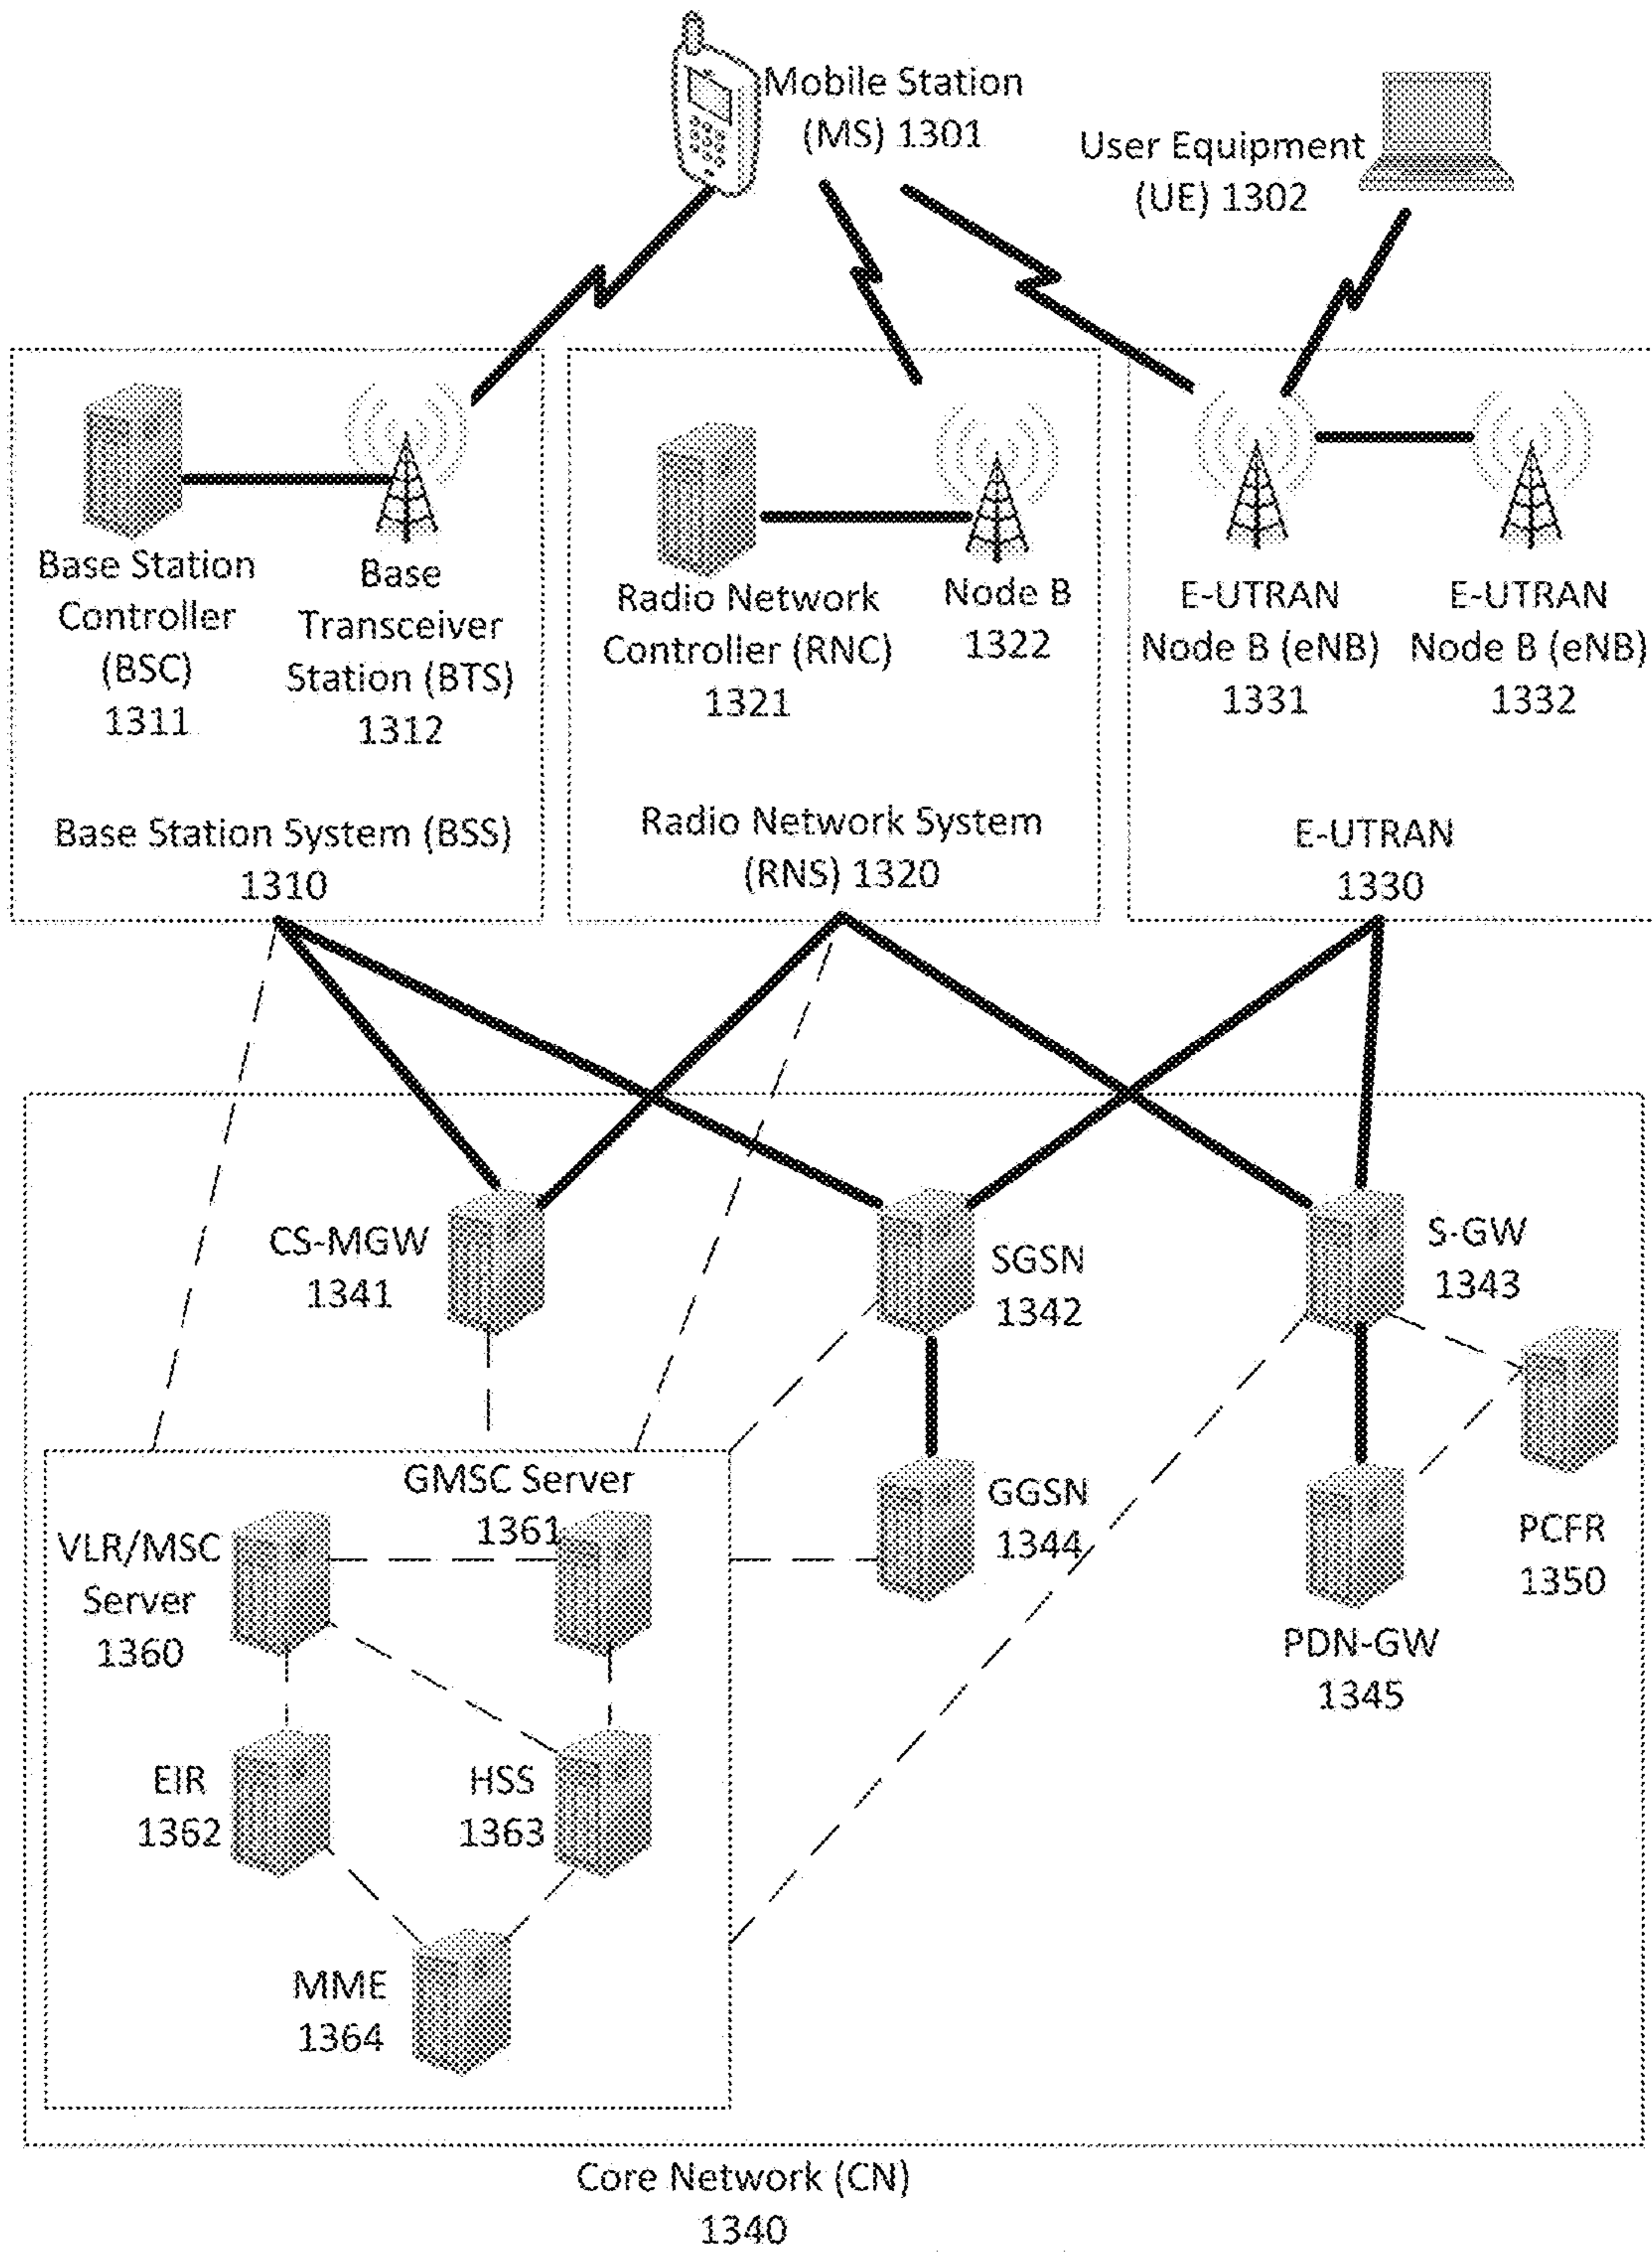 Mobile Station
(MS) 1301
User Equipment
(UE) 1302
Base Station
Controller
(BSC)
1311
Base
Transceiver
Station (BTS)
1312
Base Station System (BSS)
1310
Radio Network
Controller (RNC)
1321
Node B
1322
Radio Network System
(RNS) 1320
E-UTRAN
Node B (eNB)
1331
E-UTRAN
Node B (eNB)
1332
E-UTRAN
1330
CS-MGW
1341
SGSN
1342
S-GW
1343
GMSC Server
1361
VLR/MSC
Server
1360
GGSN
1344
PCFR
1350
PDN-GW
1345
EIR
1362
HSS
1363
MME
1364
Core Network (CN)
1340